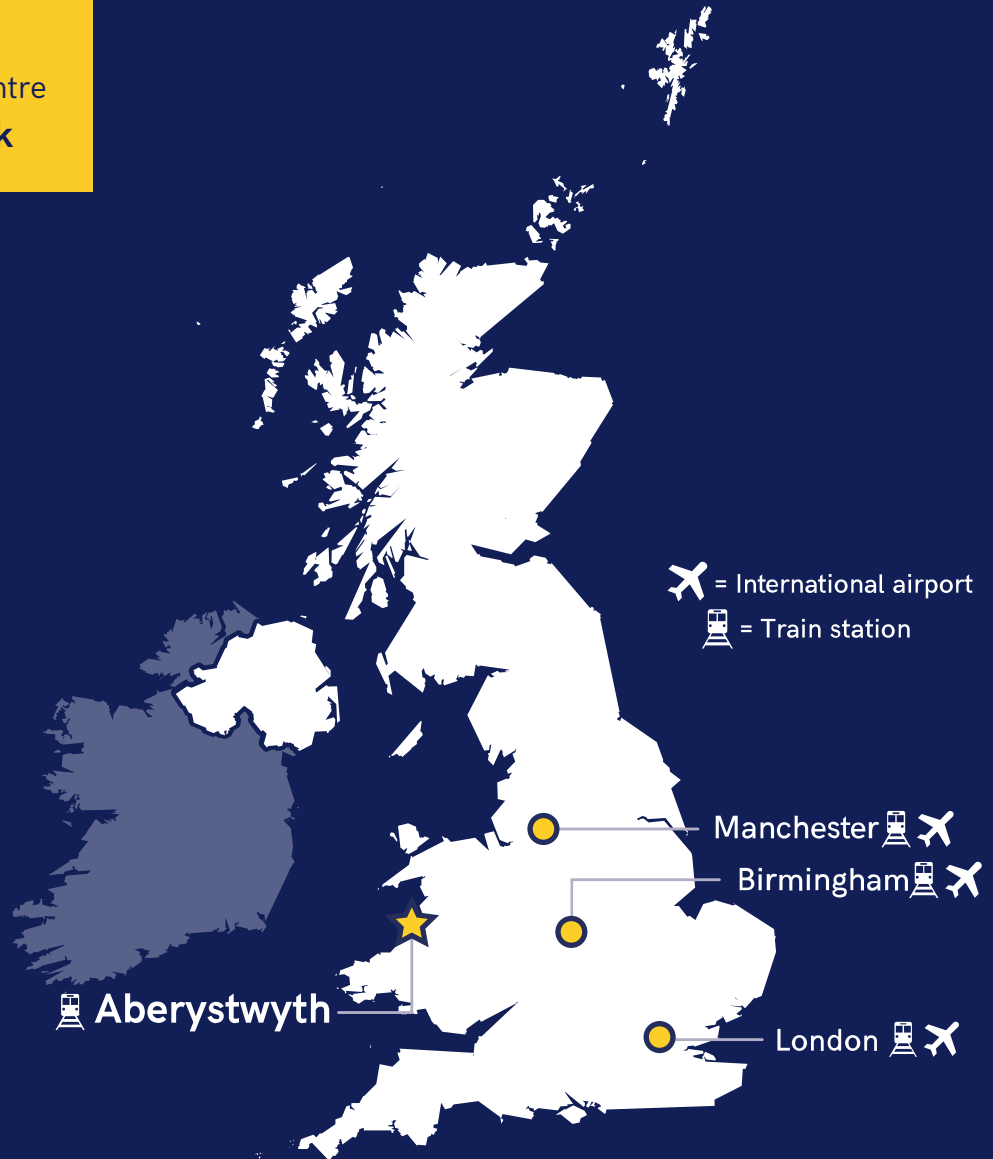 ntre
k
= International airport
= Train station
Manchester
Birmingham
Aberystwyth
London